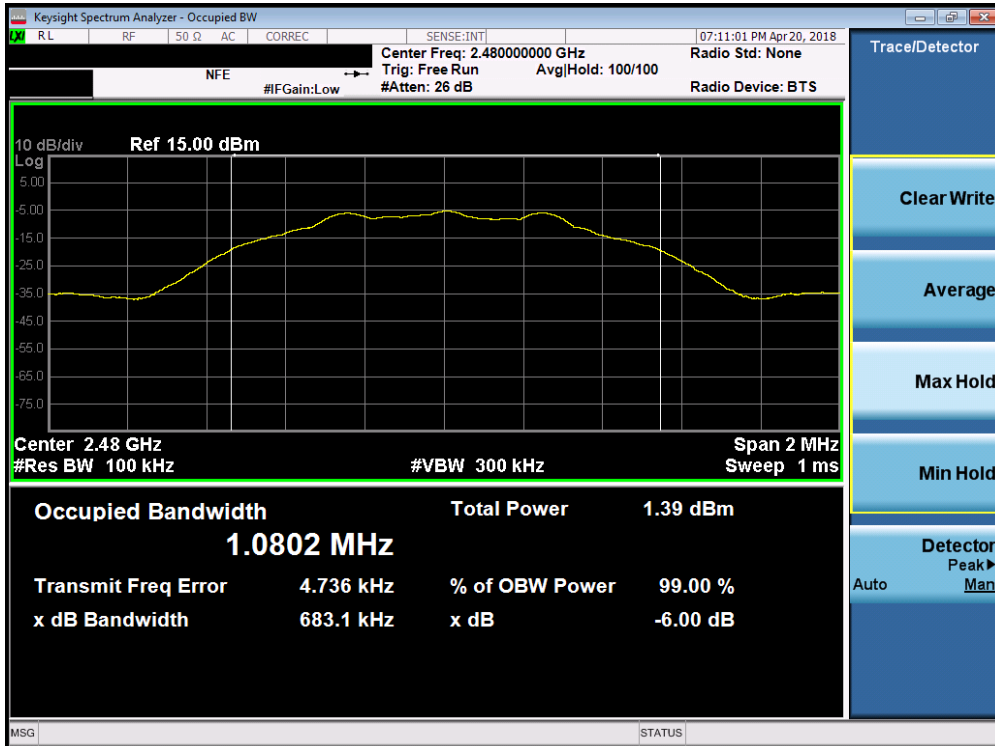 Keysight Spectrum Analyzer - Occupied BW
LXI RL RF 50 Ω AC CORREC SENSE:INT 07:11:01 PM Apr 20, 2018
Center Freq: 2.480000000 GHz Radio Std: None
NFE Trig: Free Run Avg|Hold: 100/100
#IFGain:Low #Atten: 26 dB Radio Device: BTS
Trace/Detector
10 dB/div Ref 15.00 dBm
Log
5.00
-5.00
-15.0
-25.0
-35.0
-45.0
-55.0
-65.0
-75.0
Center 2.48 GHz Span 2 MHz
#Res BW 100 kHz #VBW 300 kHz Sweep 1 ms
Occupied Bandwidth Total Power 1.39 dBm
1.0802 MHz
Transmit Freq Error 4.736 kHz % of OBW Power 99.00 %
x dB Bandwidth 683.1 kHz x dB -6.00 dB
Clear Write
Average
Max Hold
Min Hold
Detector
Peak▶
Auto Man
MSG STATUS